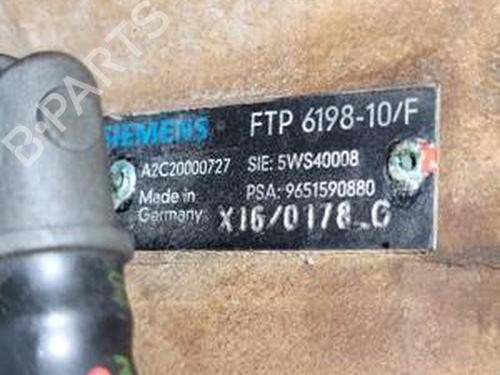 SIEMENS FTP 6198-10/F
A2C20000727 SIE: 5WS40008
Made in PSA: 9651590880
Germany X16/0178_C
B-Parts